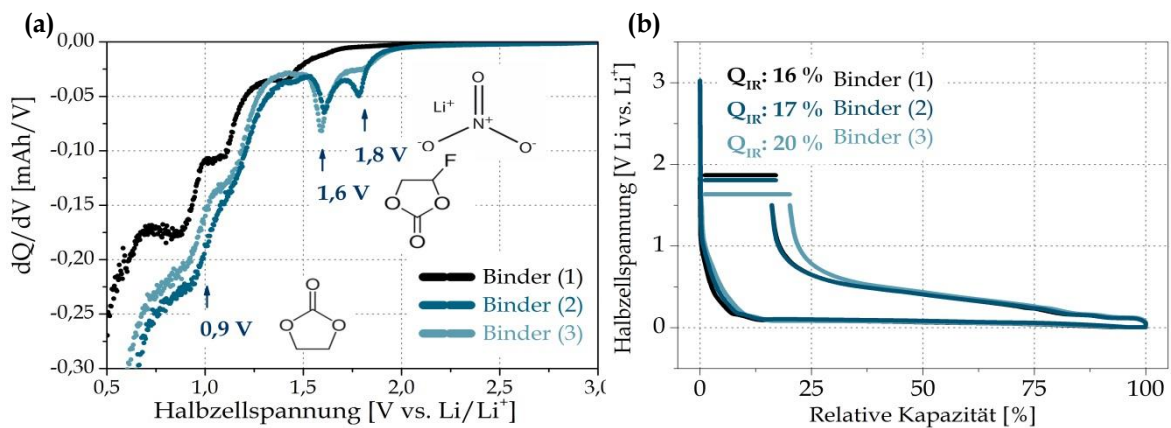 (a)
0,00
-0,05
-0,10
-0,15
-0,20
-0,25
-0,30
dQ/dV [mAh/V]
0,5
1,0
1,5
2,0
2,5
3,0
Halbzellspannung [V vs. Li/Li⁺]
O
Li⁺
N⁺
⁻O
O⁻
1,8 V
1,6 V
F
O
O
O
0,9 V
O
O
O
Binder (1)
Binder (2)
Binder (3)
(b)
3
2
1
0
Halbzellspannung [V Li vs. Li⁺]
Q_IR: 16 % Binder (1)
Q_IR: 17 % Binder (2)
Q_IR: 20 % Binder (3)
0
25
50
75
100
Relative Kapazität [%]